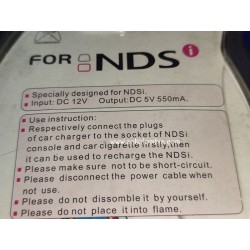 FOR NDSi
Specially designed for NDSi.
Input: DC 12V Output: DC 5V 550mA.
Use instruction:
Respectively connect the plugs
of car charger to the socket of NDSi
console and car cigarette firstly, then
it can be used to recharge the NDSi.
Please make sure not to be short-circuit.
Please disconnect the power cable when
not use.
Please do not dissomble it by yourself.
Please do not place it into flame.